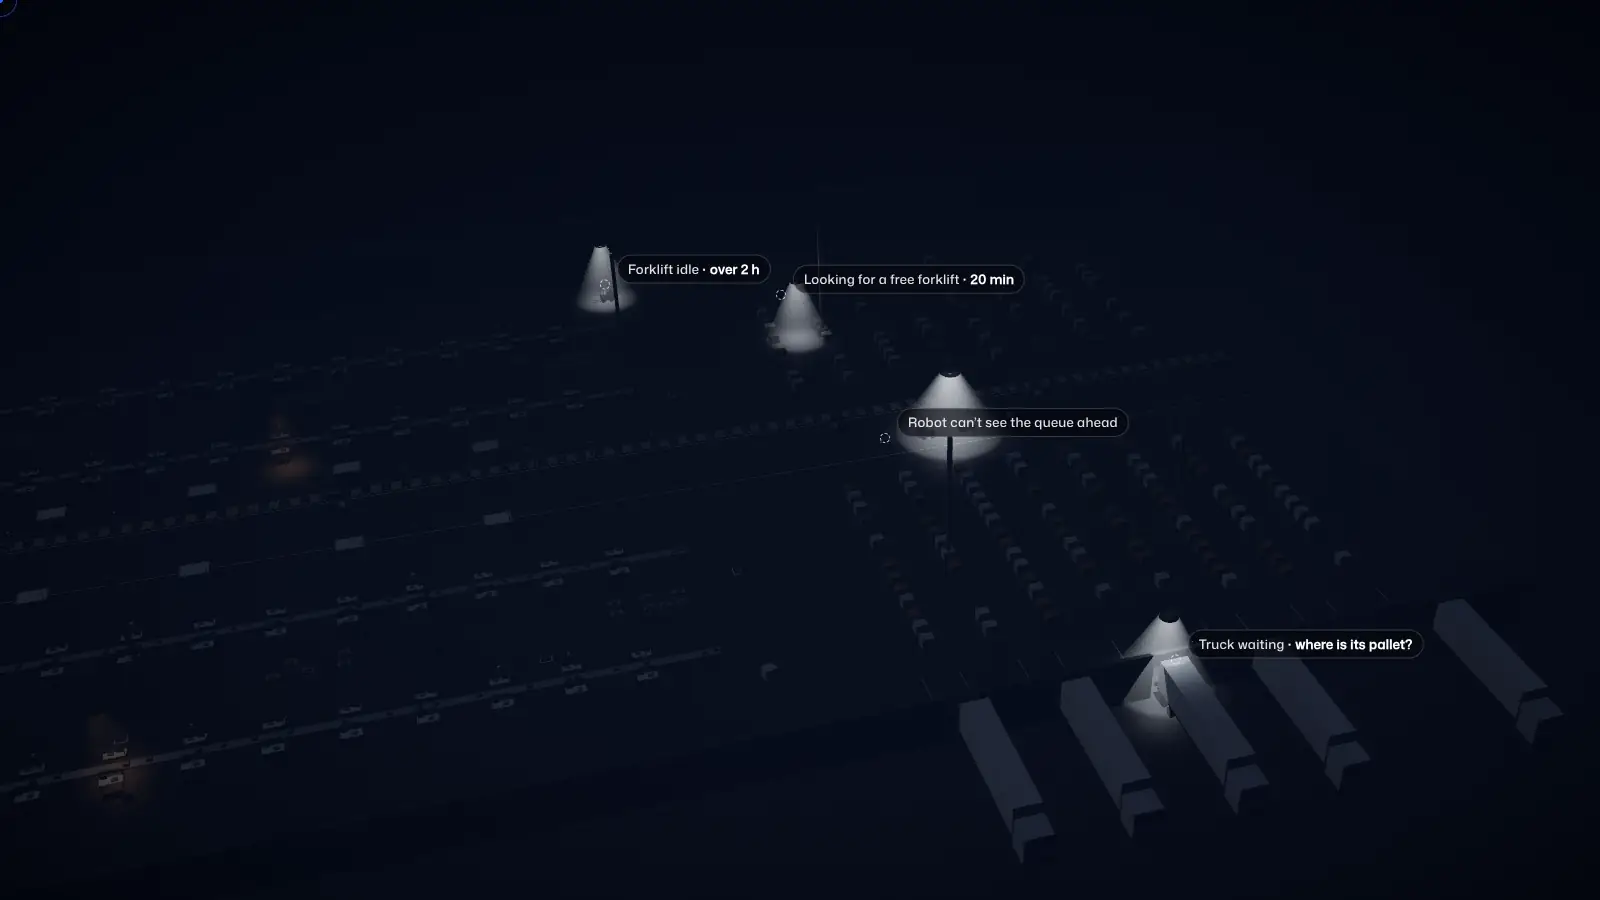 Forklift idle · over 2 h
Looking for a free forklift · 20 min
Robot can't see the queue ahead
Truck waiting · where is its pallet?